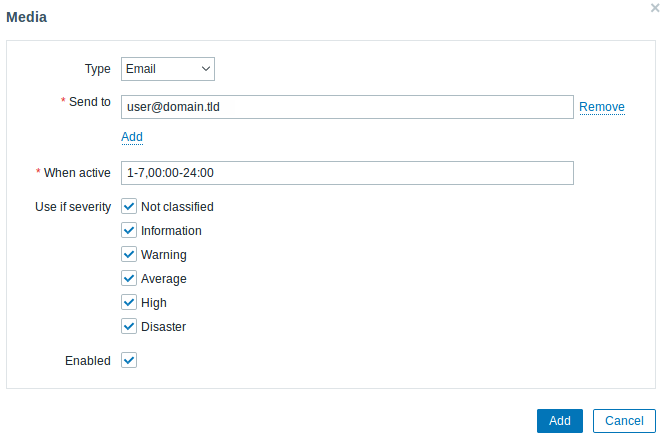 Media
Type Email
* Send to user@domain.tld Remove
Add
* When active 1-7,00:00-24:00
Use if severity Not classified
Information
Warning
Average
High
Disaster
Enabled
Add Cancel